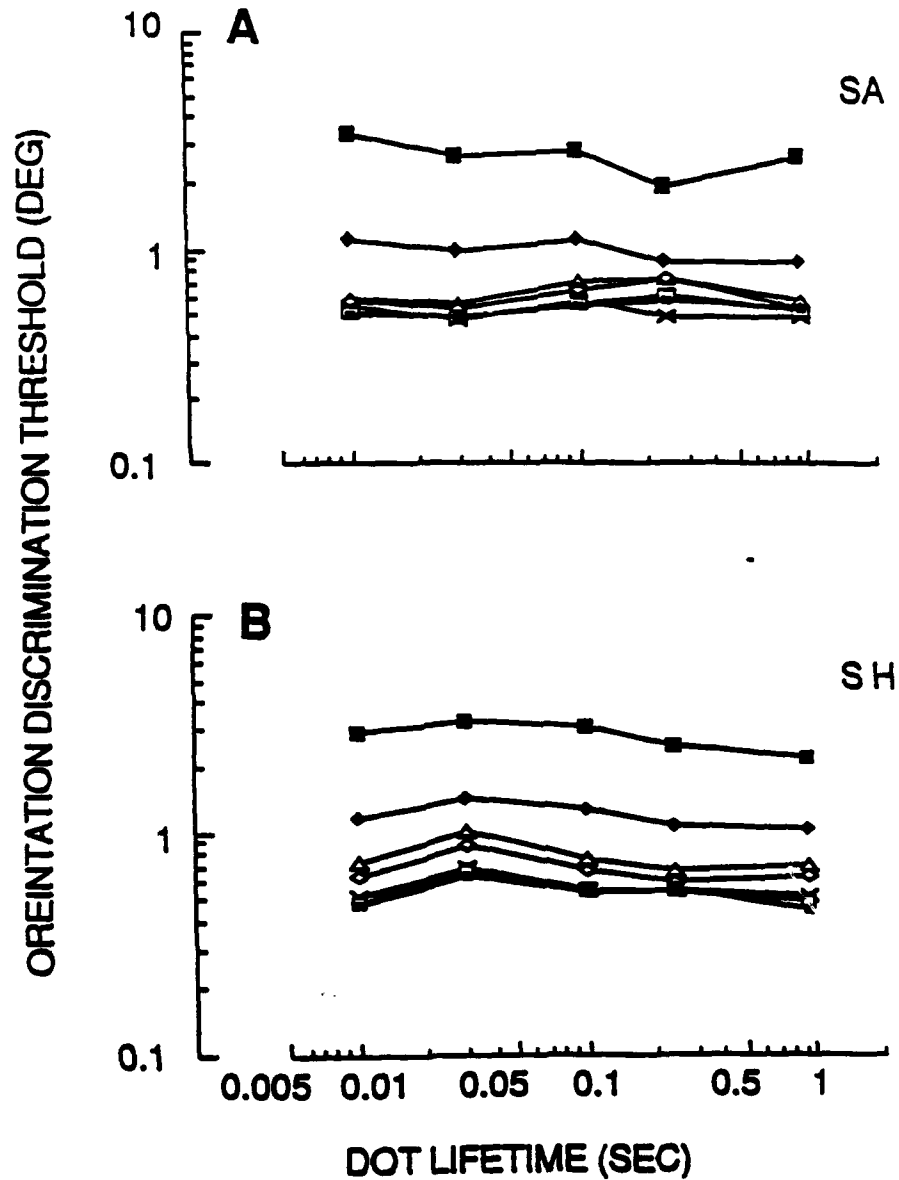 OREINTATION DISCRIMINATION THRESHOLD (DEG)
10
A
SA
1
0.1
10
B
SH
1
0.1
0.005 0.01 0.05 0.1 0.5 1
DOT LIFETIME (SEC)